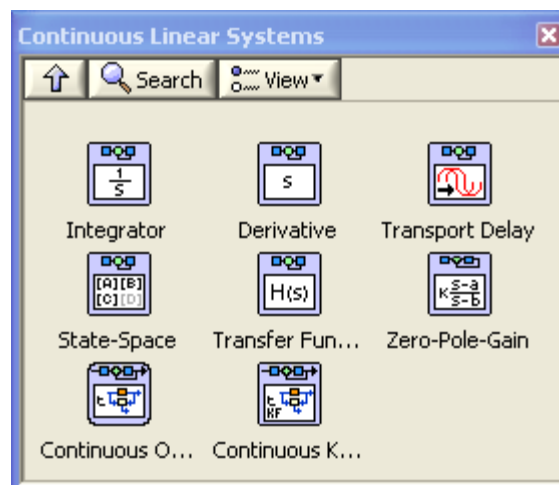 Continuous Linear Systems
Search View
1/s s
Integrator Derivative Transport Delay
[A][B] H(s) K s-a
[C][D] s-b
State-Space Transfer Fun... Zero-Pole-Gain
t t
KF
Continuous O... Continuous K...